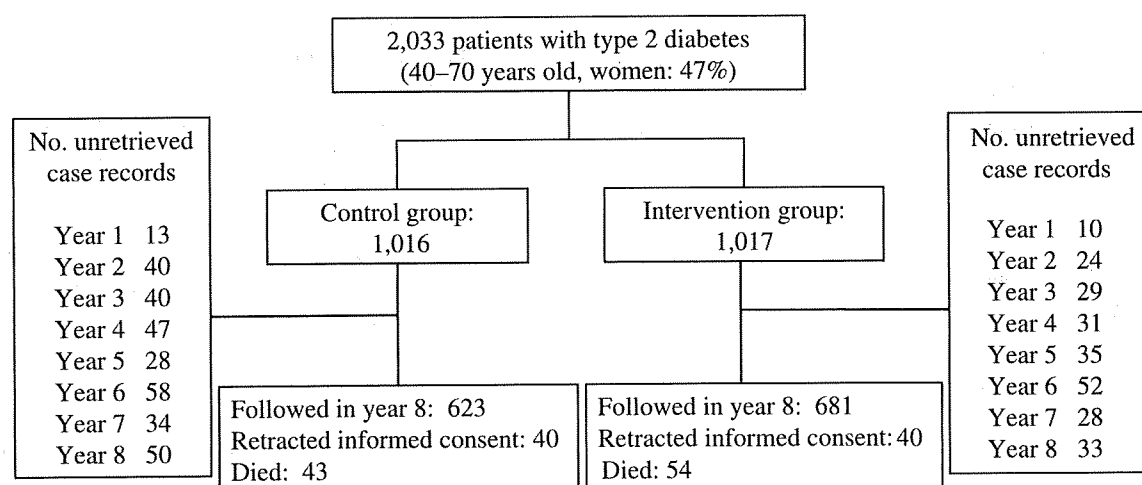 2,033 patients with type 2 diabetes
(40–70 years old, women: 47%)
No. unretrieved
case records
Year 1 13
Year 2 40
Year 3 40
Year 4 47
Year 5 28
Year 6 58
Year 7 34
Year 8 50
Control group:
1,016
Intervention group:
1,017
No. unretrieved
case records
Year 1 10
Year 2 24
Year 3 29
Year 4 31
Year 5 35
Year 6 52
Year 7 28
Year 8 33
Followed in year 8: 623
Retracted informed consent: 40
Died: 43
Followed in year 8: 681
Retracted informed consent: 40
Died: 54